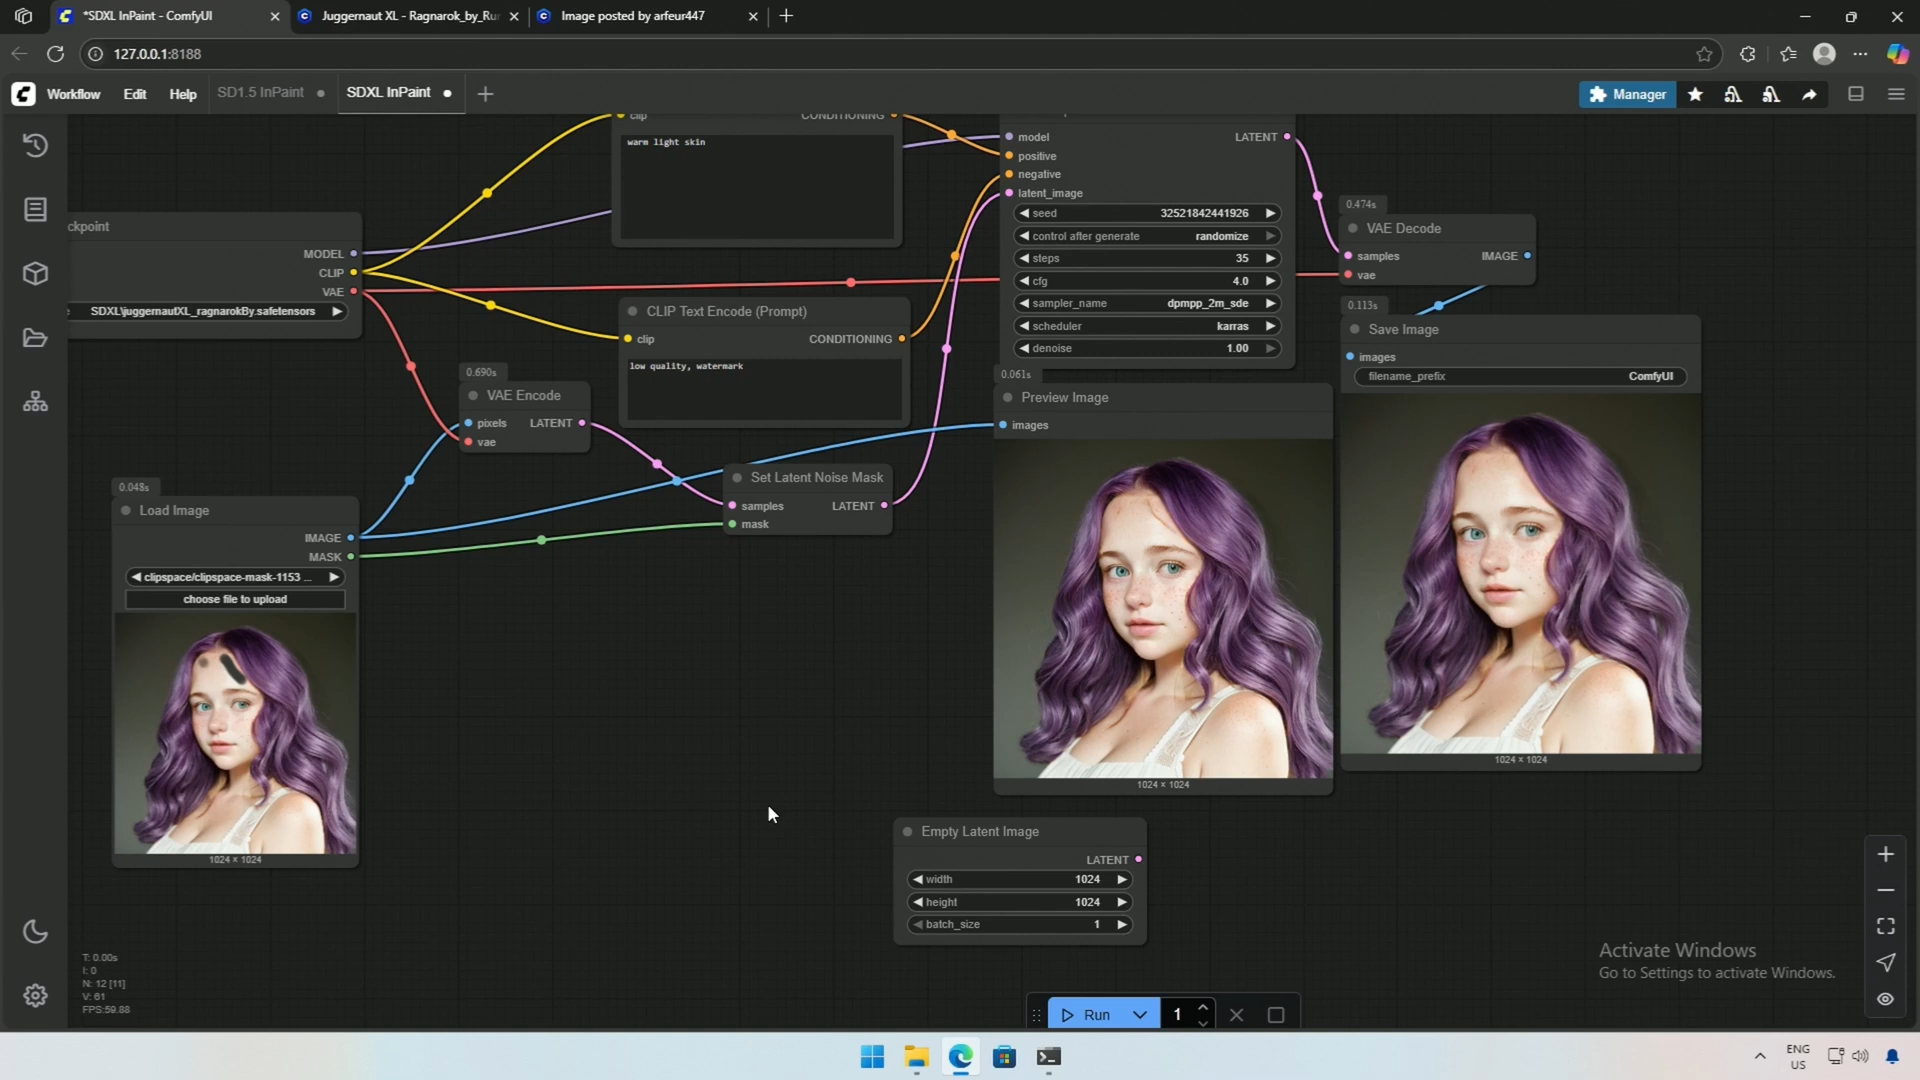 *SDXL InPaint - ComfyUI
Juggernaut XL - Ragnarok_by_Rur
Image posted by arfeur447
127.0.0.1:8188
Workflow
Edit
Help
SD1.5 InPaint
SDXL InPaint
Manager
clip
CONDITIONING
warm light skin
model
LATENT
positive
negative
latent_image
seed 32521842441926
control after generate randomize
steps 35
cfg 4.0
sampler_name dpmpp_2m_sde
scheduler karras
denoise 1.00
0.474s
VAE Decode
samples IMAGE
vae
ckpoint
MODEL
CLIP
VAE
SDXL\juggernautXL_ragnarokBy.safetensors
CLIP Text Encode (Prompt)
clip CONDITIONING
low quality, watermark
0.113s
Save Image
images
filename_prefix ComfyUI
1024 × 1024
0.690s
VAE Encode
pixels LATENT
vae
0.061s
Preview Image
images
1024 × 1024
Set Latent Noise Mask
samples LATENT
mask
0.048s
Load Image
IMAGE
MASK
clipspace/clipspace-mask-1153 ...
choose file to upload
1024 × 1024
Empty Latent Image
LATENT
width 1024
height 1024
batch_size 1
T: 0.00s
I: 0
N: 12 [11]
V: 61
FPS:59.88
Run
1
Activate Windows
Go to Settings to activate Windows.
ENG
US